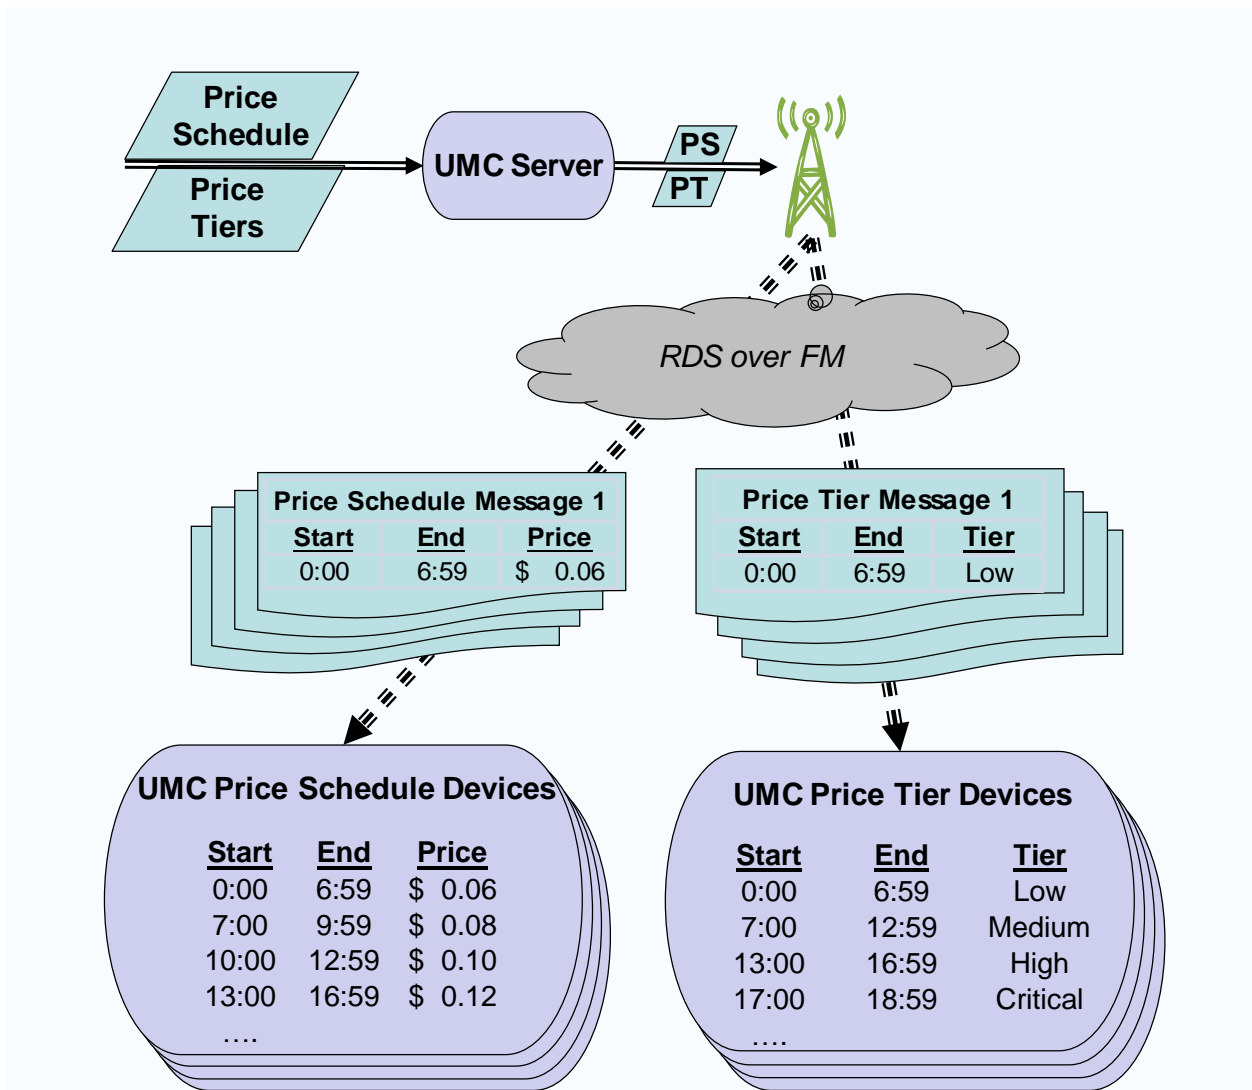 Price
Schedule
Price
Tiers
UMC Server
PS
PT
RDS over FM
Price Schedule Message 1
Start End Price
0:00 6:59 $ 0.06
Price Tier Message 1
Start End Tier
0:00 6:59 Low
UMC Price Schedule Devices
Start End Price
0:00 6:59 $ 0.06
7:00 9:59 $ 0.08
10:00 12:59 $ 0.10
13:00 16:59 $ 0.12
....
UMC Price Tier Devices
Start End Tier
0:00 6:59 Low
7:00 12:59 Medium
13:00 16:59 High
17:00 18:59 Critical
....